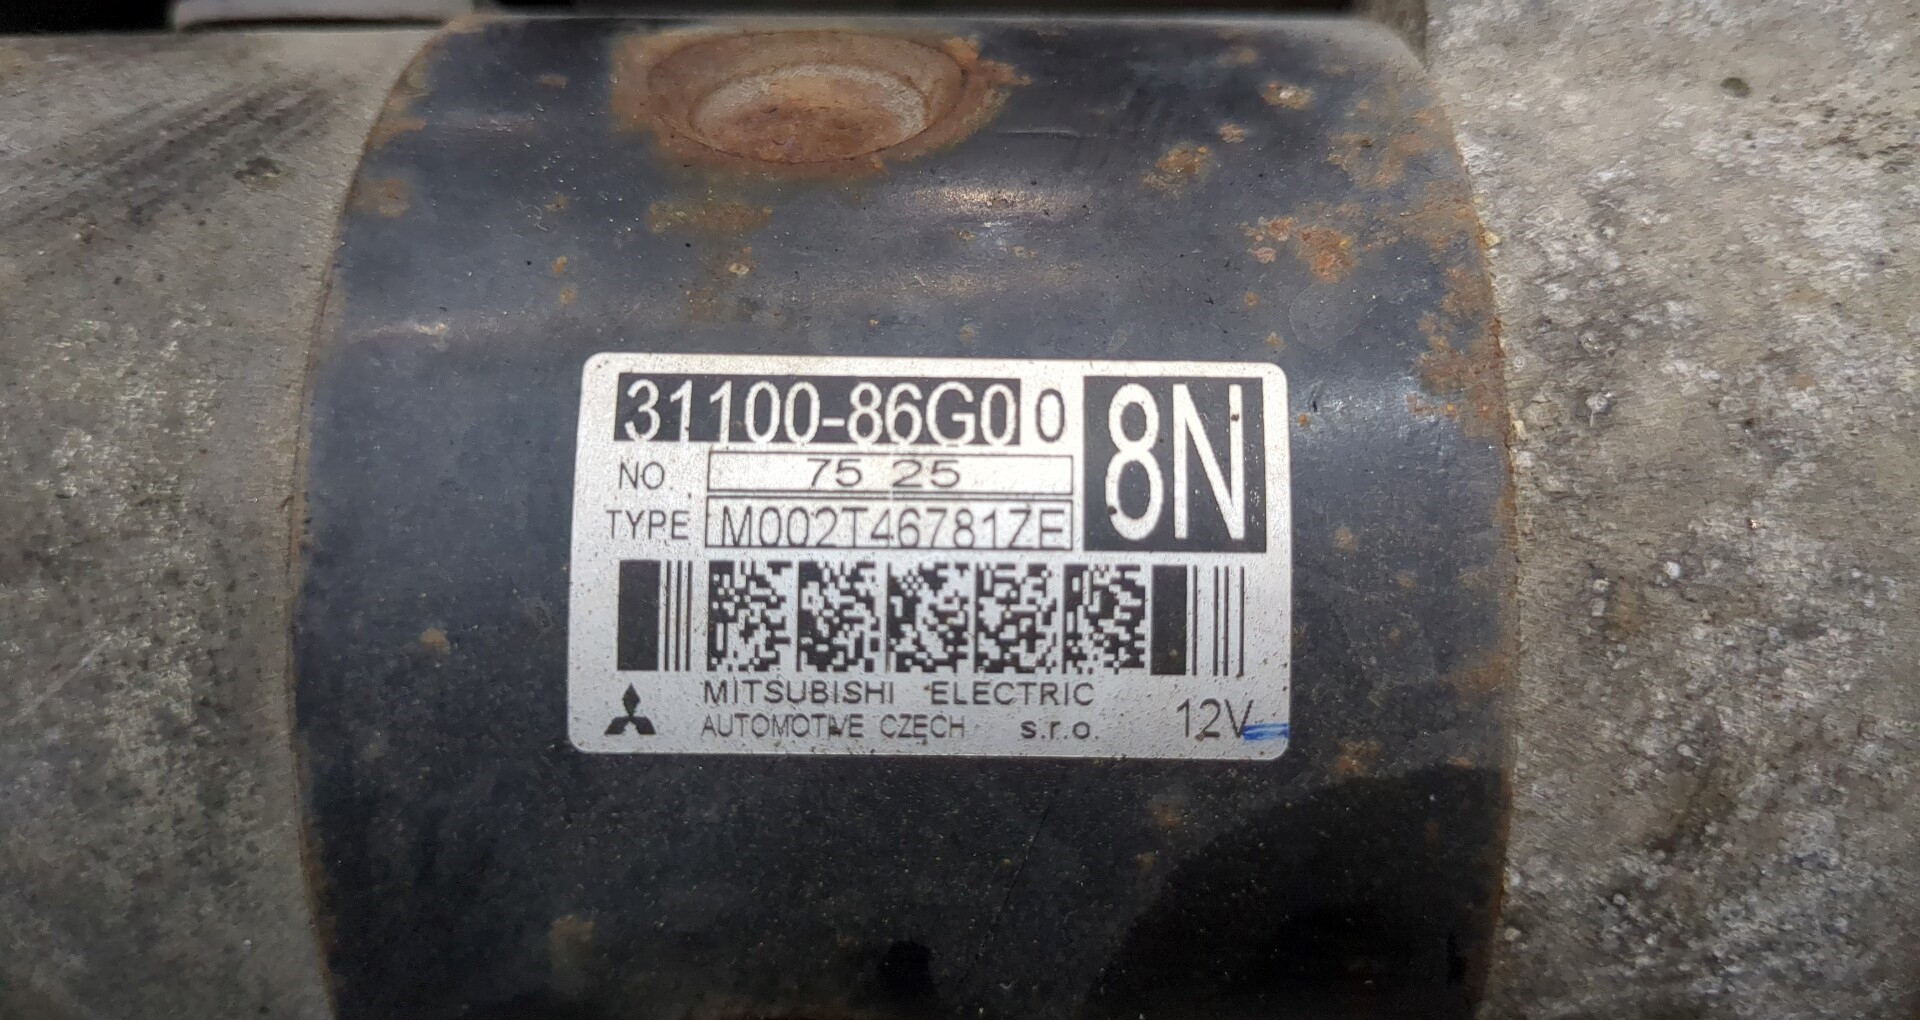 31100-86G00 8N
NO 75 25
TYPE M002T46781ZE
MITSUBISHI ELECTRIC
AUTOMOTIVE CZECH s.r.o. 12V